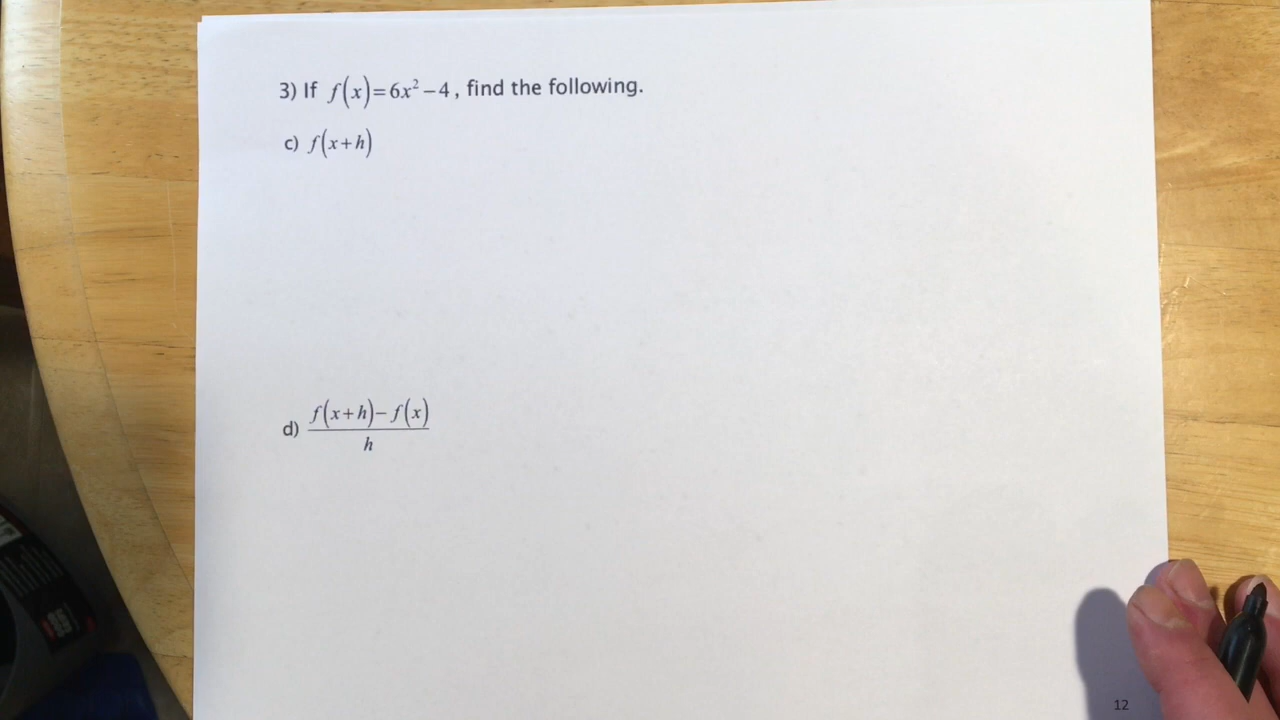 3) If f(x)=6x²−4, find the following.
c) f(x+h)
d) f(x+h)−f(x)
h
12